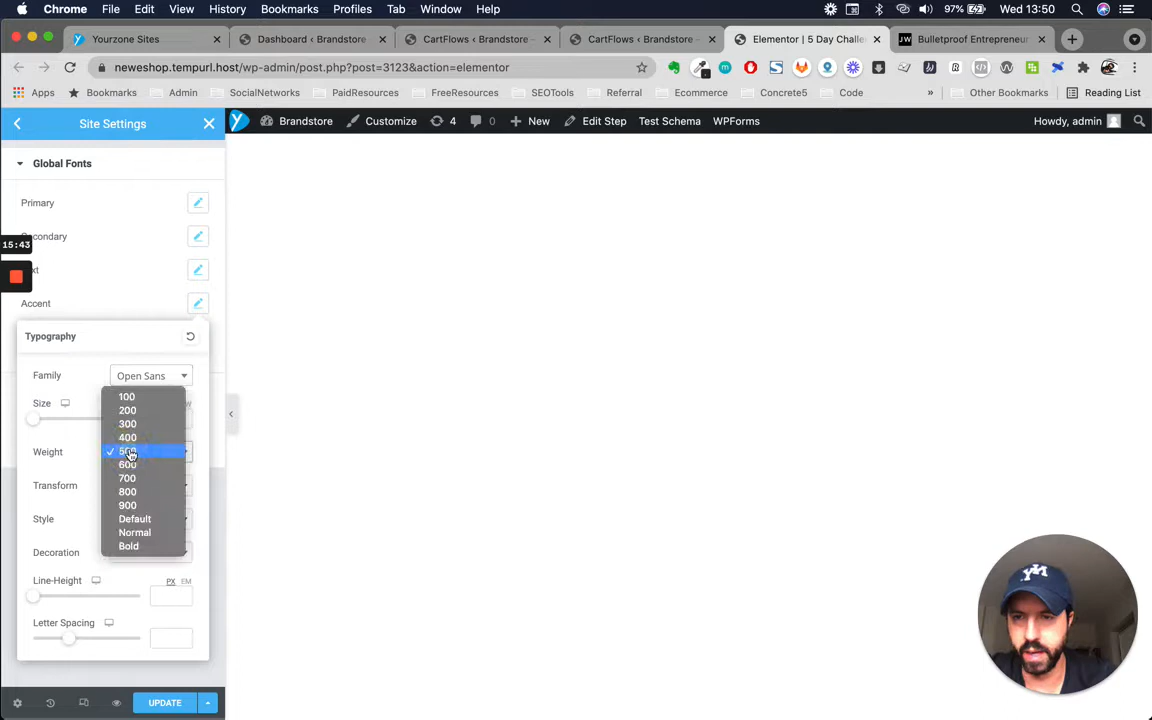 Chrome File Edit View History Bookmarks Profiles Tab Window Help 97% Wed 13:50
Yourzone Sites Dashboard ‹ Brandstore CartFlows ‹ Brandstore – CartFlows ‹ Brandstore – Elementor | 5 Day Challe JW Bulletproof Entrepreneur
neweshop.tempurl.host/wp-admin/post.php?post=3123&action=elementor
Apps Bookmarks Admin SocialNetworks PaidResources FreeResources SEOTools Referral Ecommerce Concrete5 Code » Other Bookmarks Reading List
Site Settings Brandstore Customize 4 0 New Edit Step Test Schema WPForms Howdy, admin
Global Fonts
Primary
15:43
Accent
Typography
Family Open Sans
Size
100
200
300
400
Weight 500
600
700
Transform
800
900
Style Default
Normal
Decoration Bold
Line-Height PX EM
Letter Spacing
UPDATE